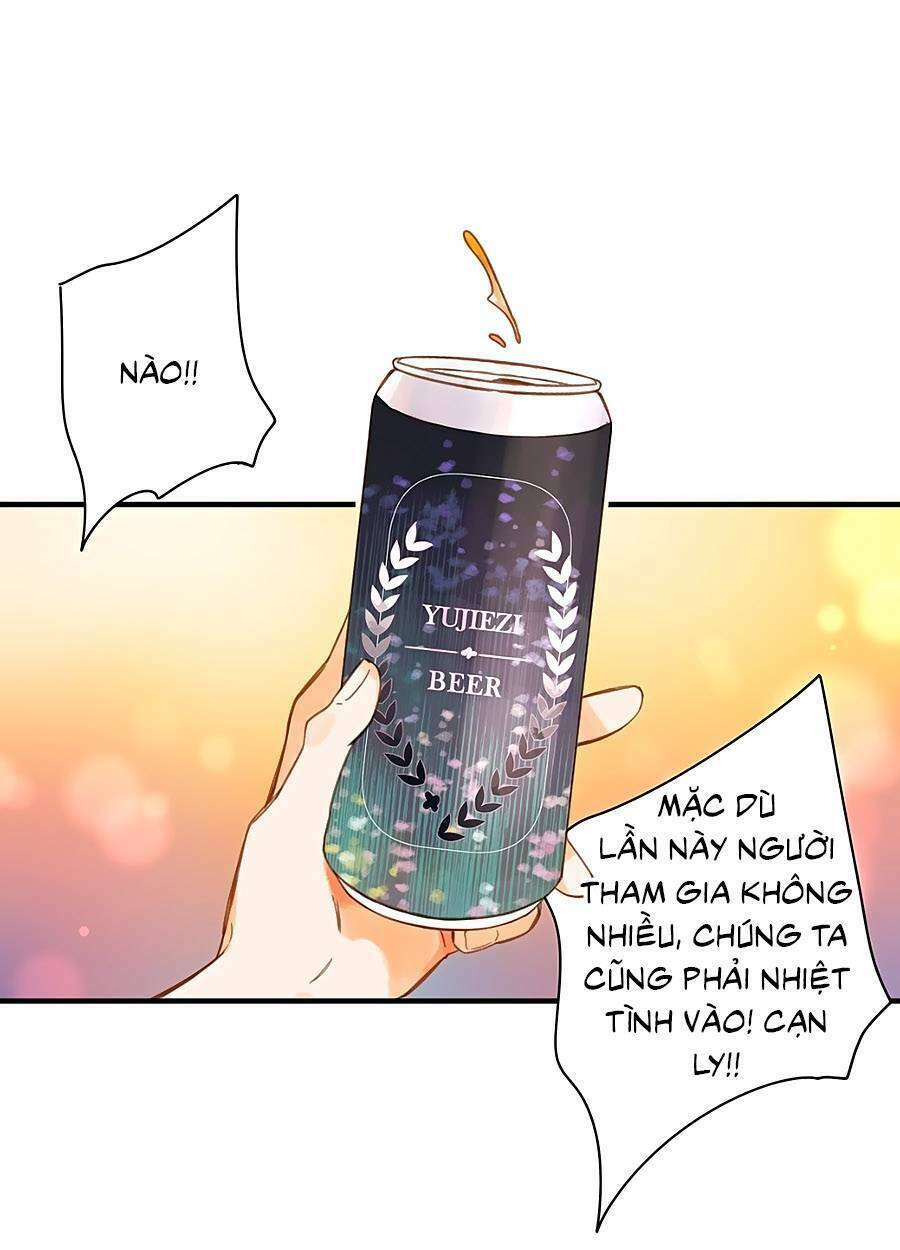 NÀO!!
YUJIEZI
BEER
MẶC DÙ
LẦN NÀY NGƯỜI
THAM GIA KHÔNG
NHIỀU, CHÚNG TA
CŨNG PHẢI NHIỆT
TÌNH VÀO! CẠN
LY!!